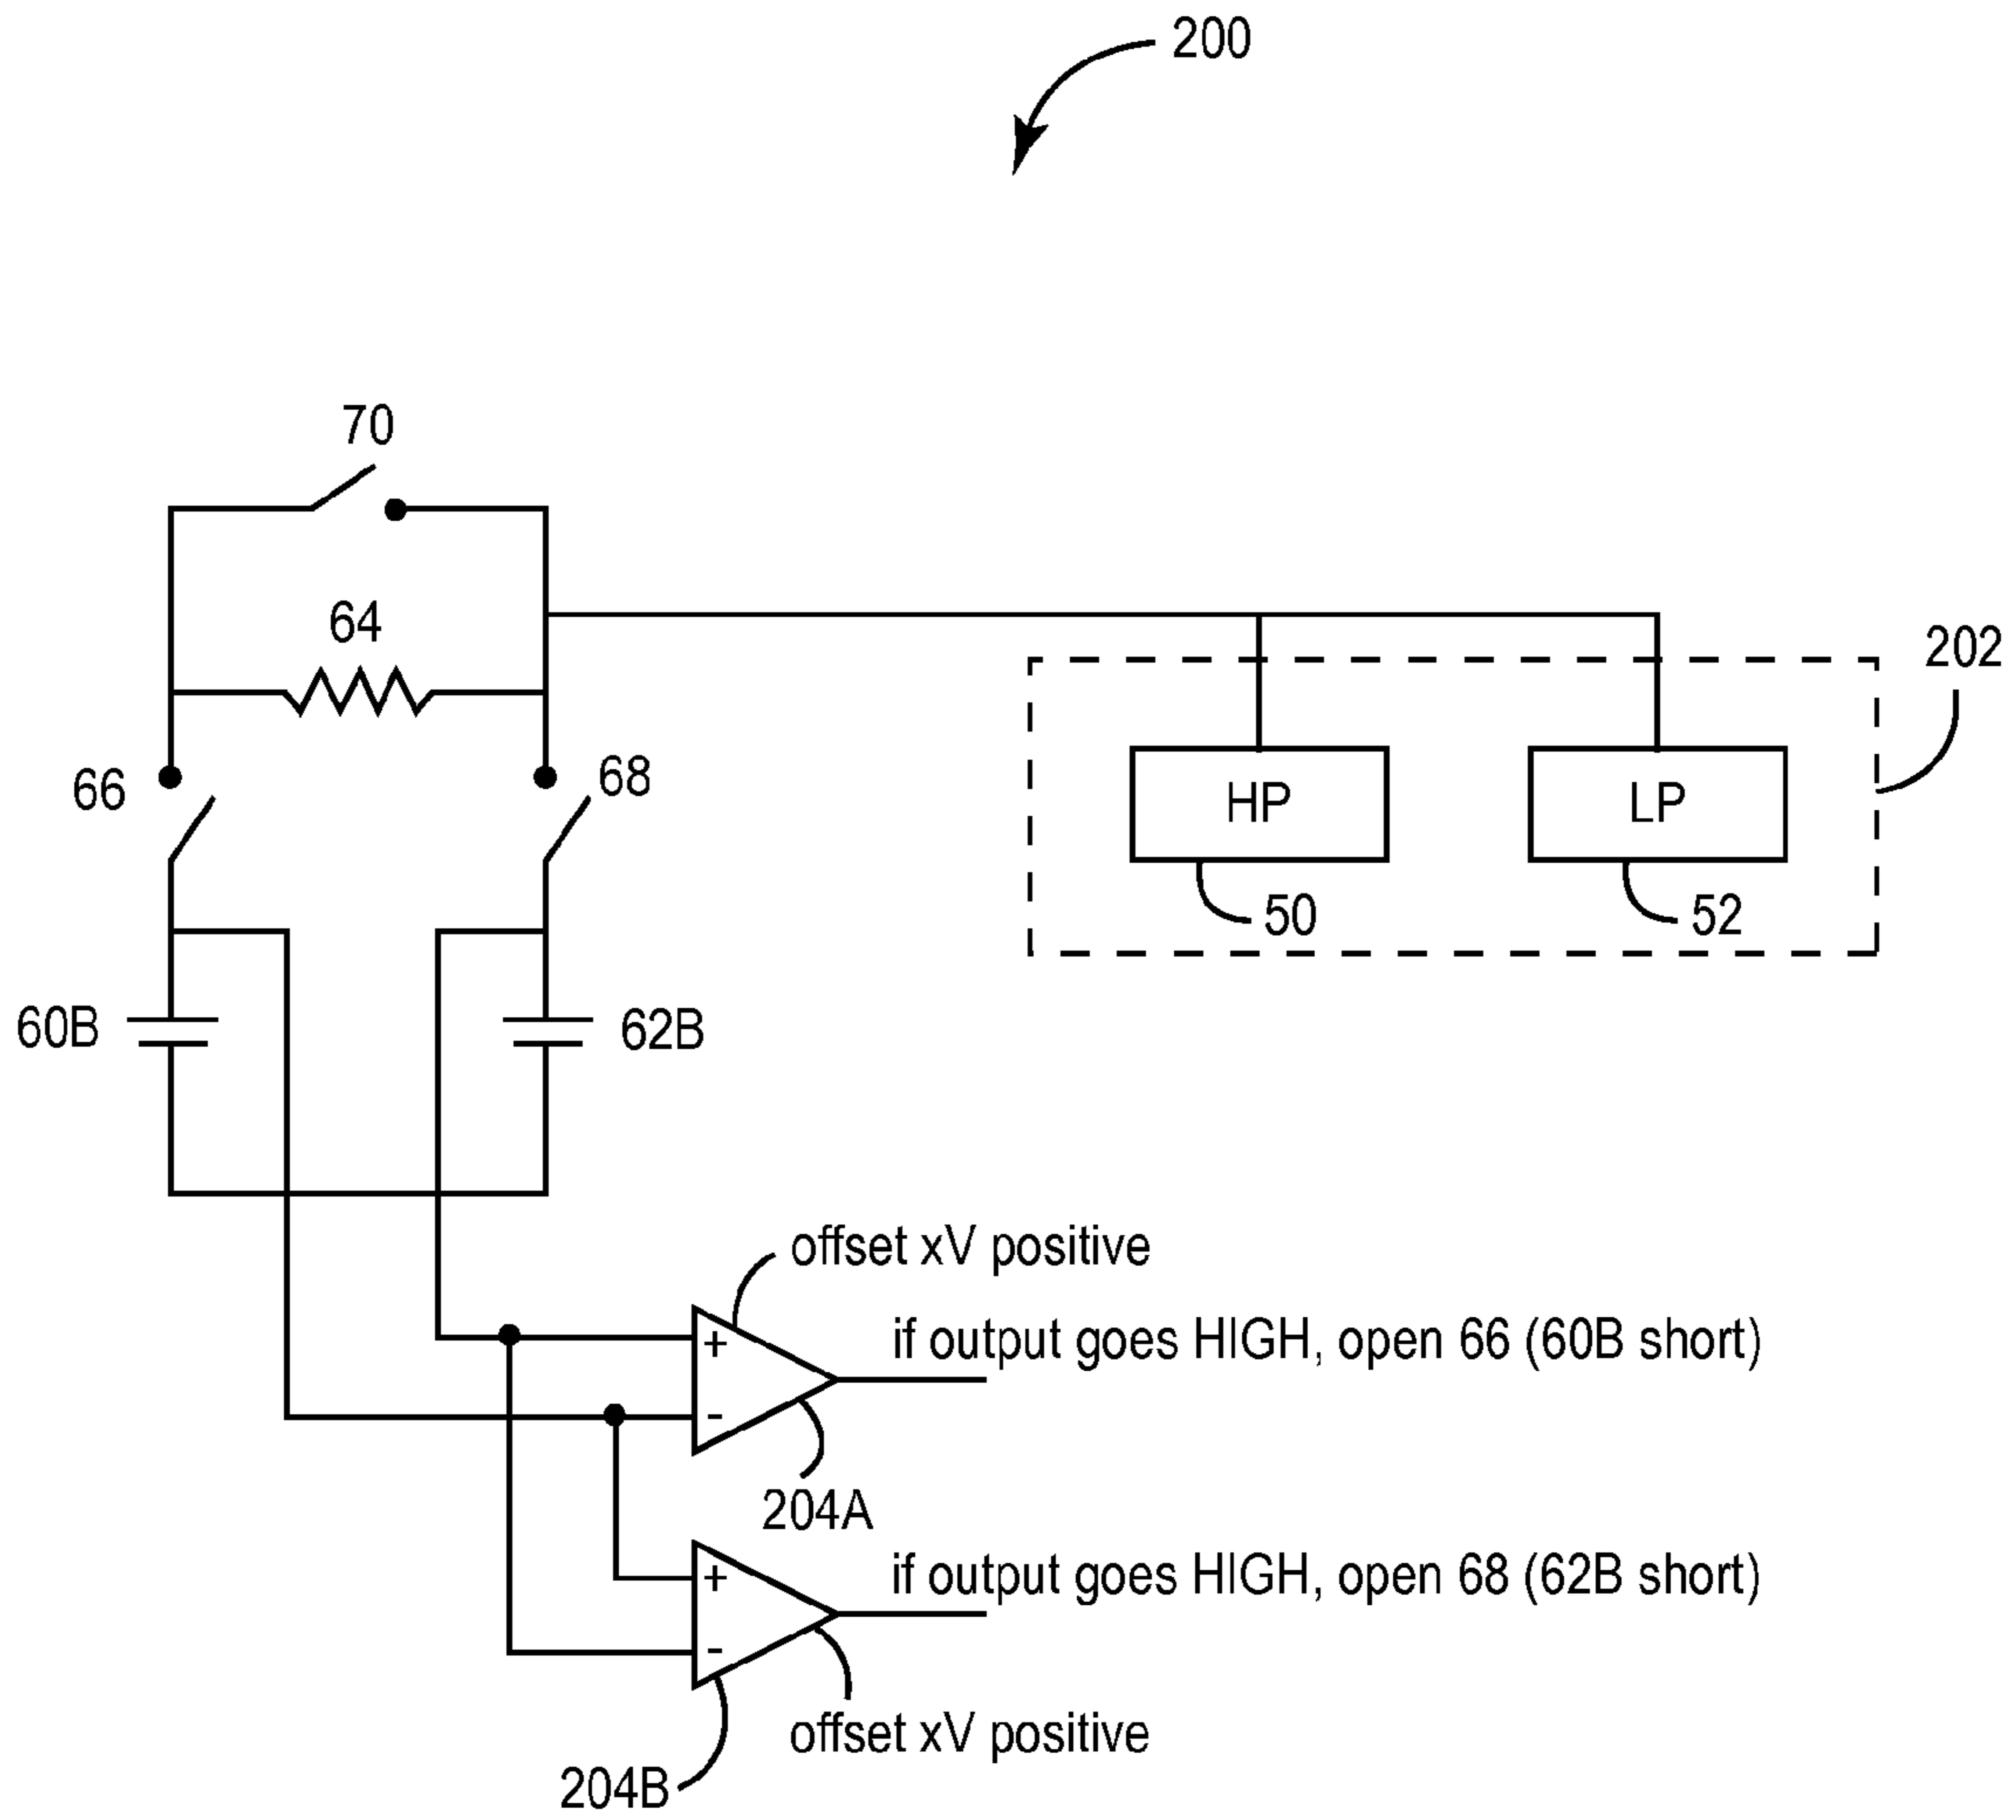 200
70
64
202
66
68
HP
LP
50
52
60B
62B
offset xV positive
+
if output goes HIGH, open 66 (60B short)
-
204A
+
if output goes HIGH, open 68 (62B short)
-
offset xV positive
204B